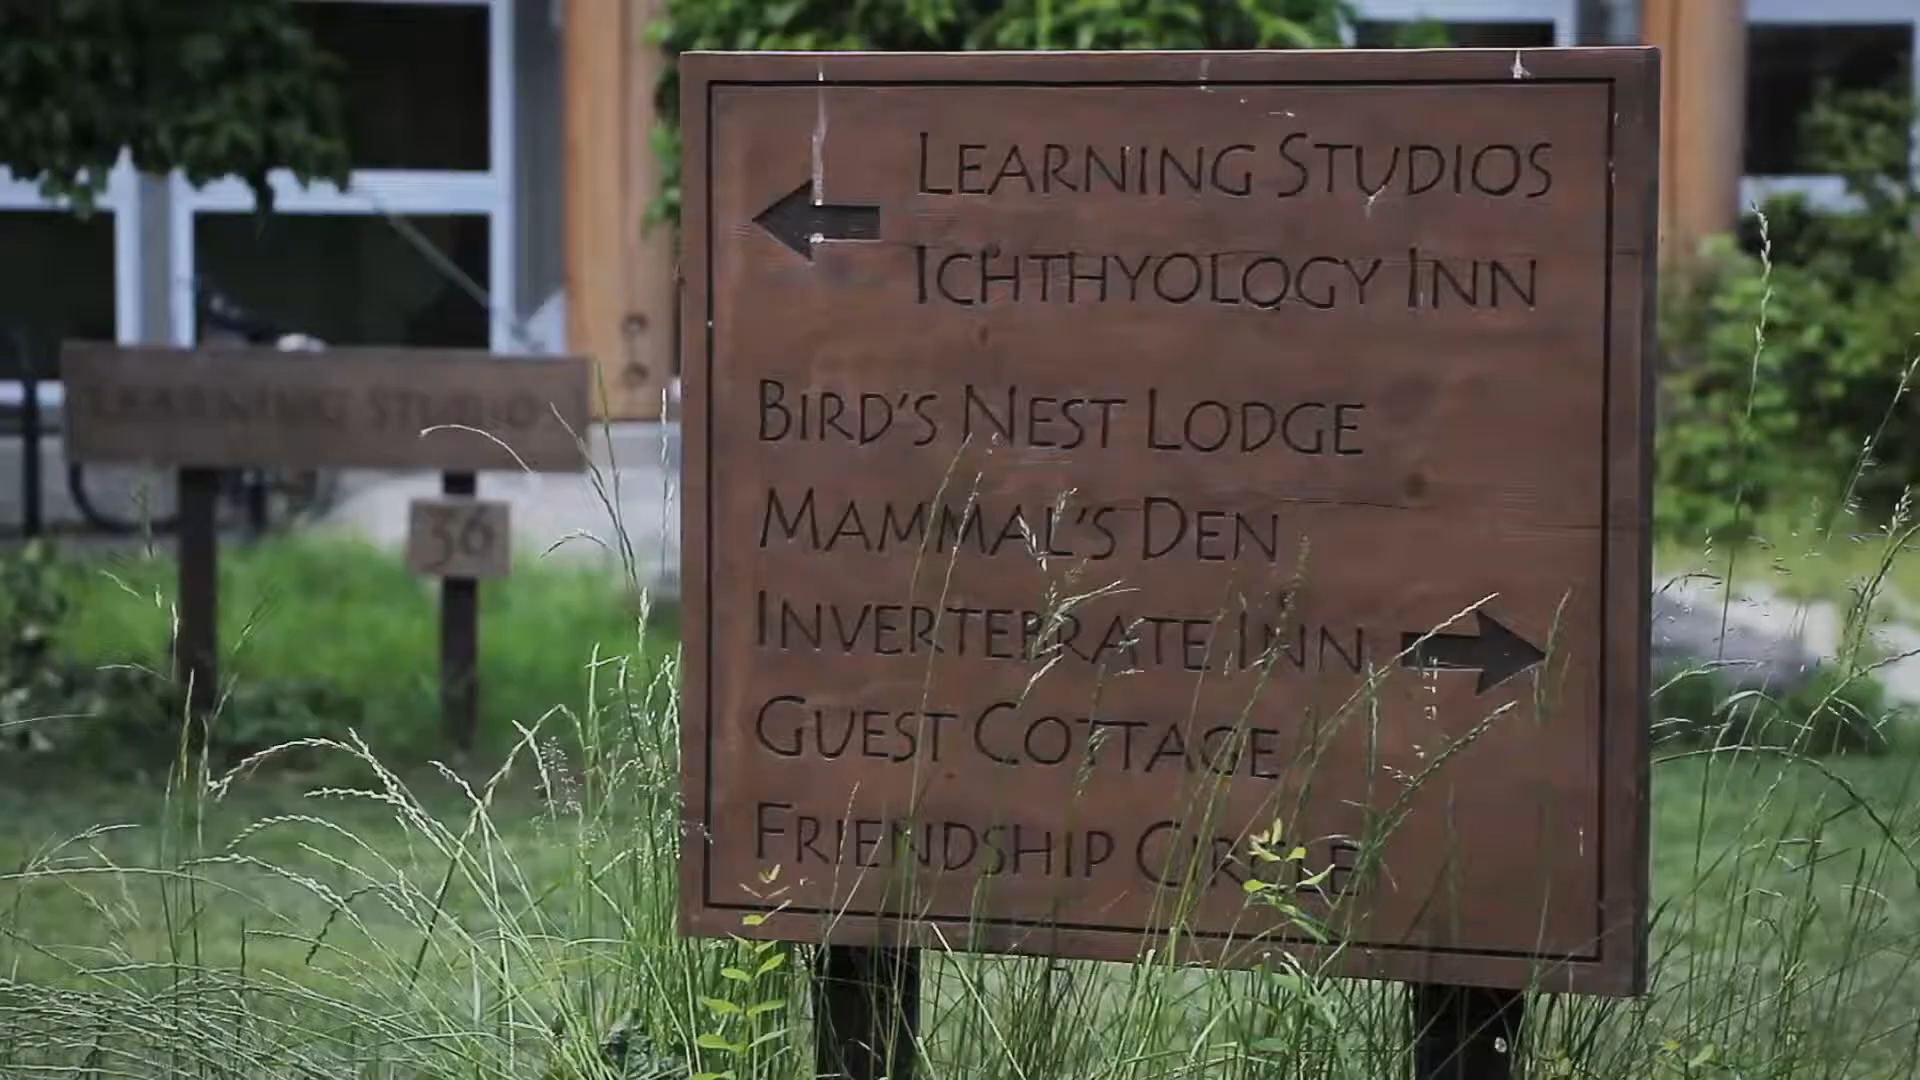 LEARNING STUDIOS
ICHTHYOLOGY INN
BIRD'S NEST LODGE
MAMMAL'S DEN
INVERTEBRATE INN
GUEST COTTAGE
FRIENDSHIP CIRCLE
LEARNING STUDIOS
36